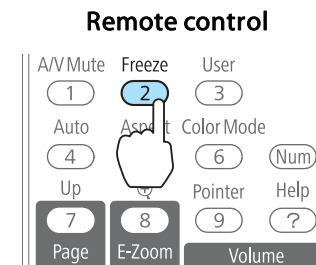 Remote control
A/V Mute Freeze User
1 2 3
Auto Aspect Color Mode
4 6 Num
Up Pointer Help
7 8 9 ?
Page E-Zoom Volume